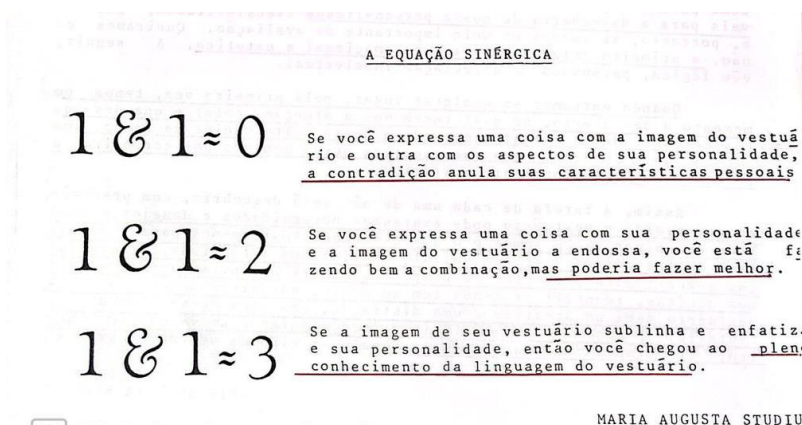 A EQUAÇÃO SINÉRGICA
1 & 1 ≈ 0
Se você expressa uma coisa com a imagem do vestuá
rio e outra com os aspectos de sua personalidade,
a contradição anula suas características pessoais
1 & 1 ≈ 2
Se você expressa uma coisa com sua personalidade
e a imagem do vestuário a endossa, você está fa
zendo bem a combinação, mas poderia fazer melhor.
1 & 1 ≈ 3
Se a imagem de seu vestuário sublinha e enfatiza
e sua personalidade, então você chegou ao pleno
conhecimento da linguagem do vestuário.
MARIA AUGUSTA STUDIU